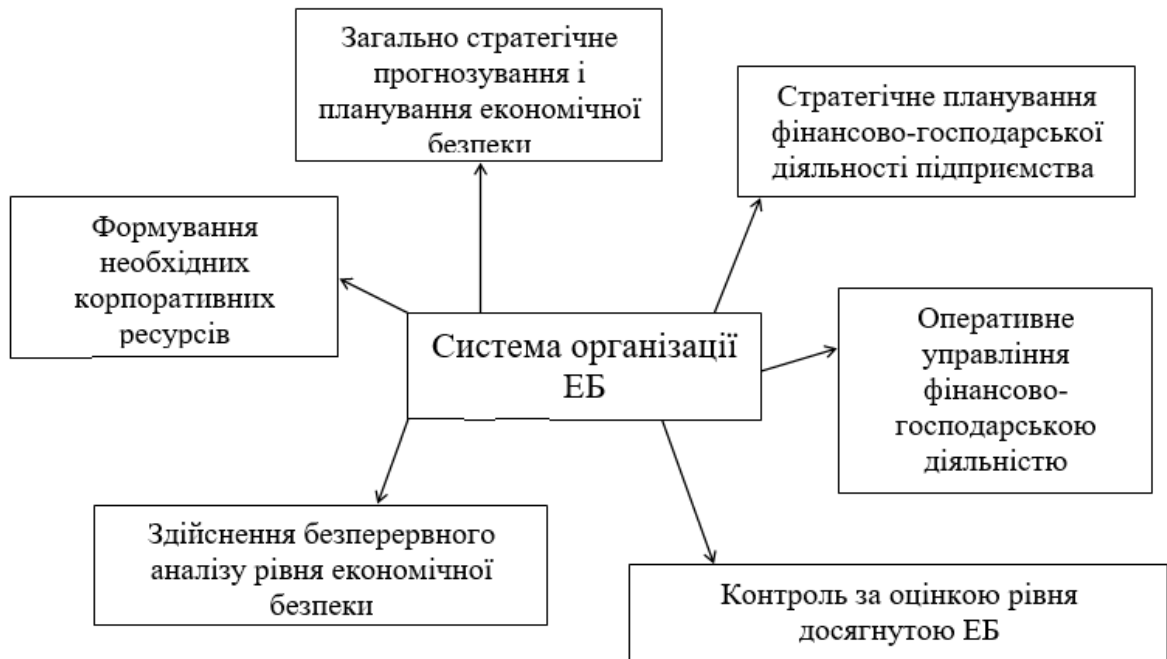 Загально стратегічне
прогнозування і
планування економічної
безпеки
Стратегічне планування
фінансово-господарської
діяльності підприємства
Формування
необхідних
корпоративних
ресурсів
Система організації
ЕБ
Оперативне
управління
фінансово-
господарською
діяльністю
Здійснення безперервного
аналізу рівня економічної
безпеки
Контроль за оцінкою рівня
досягнутою ЕБ